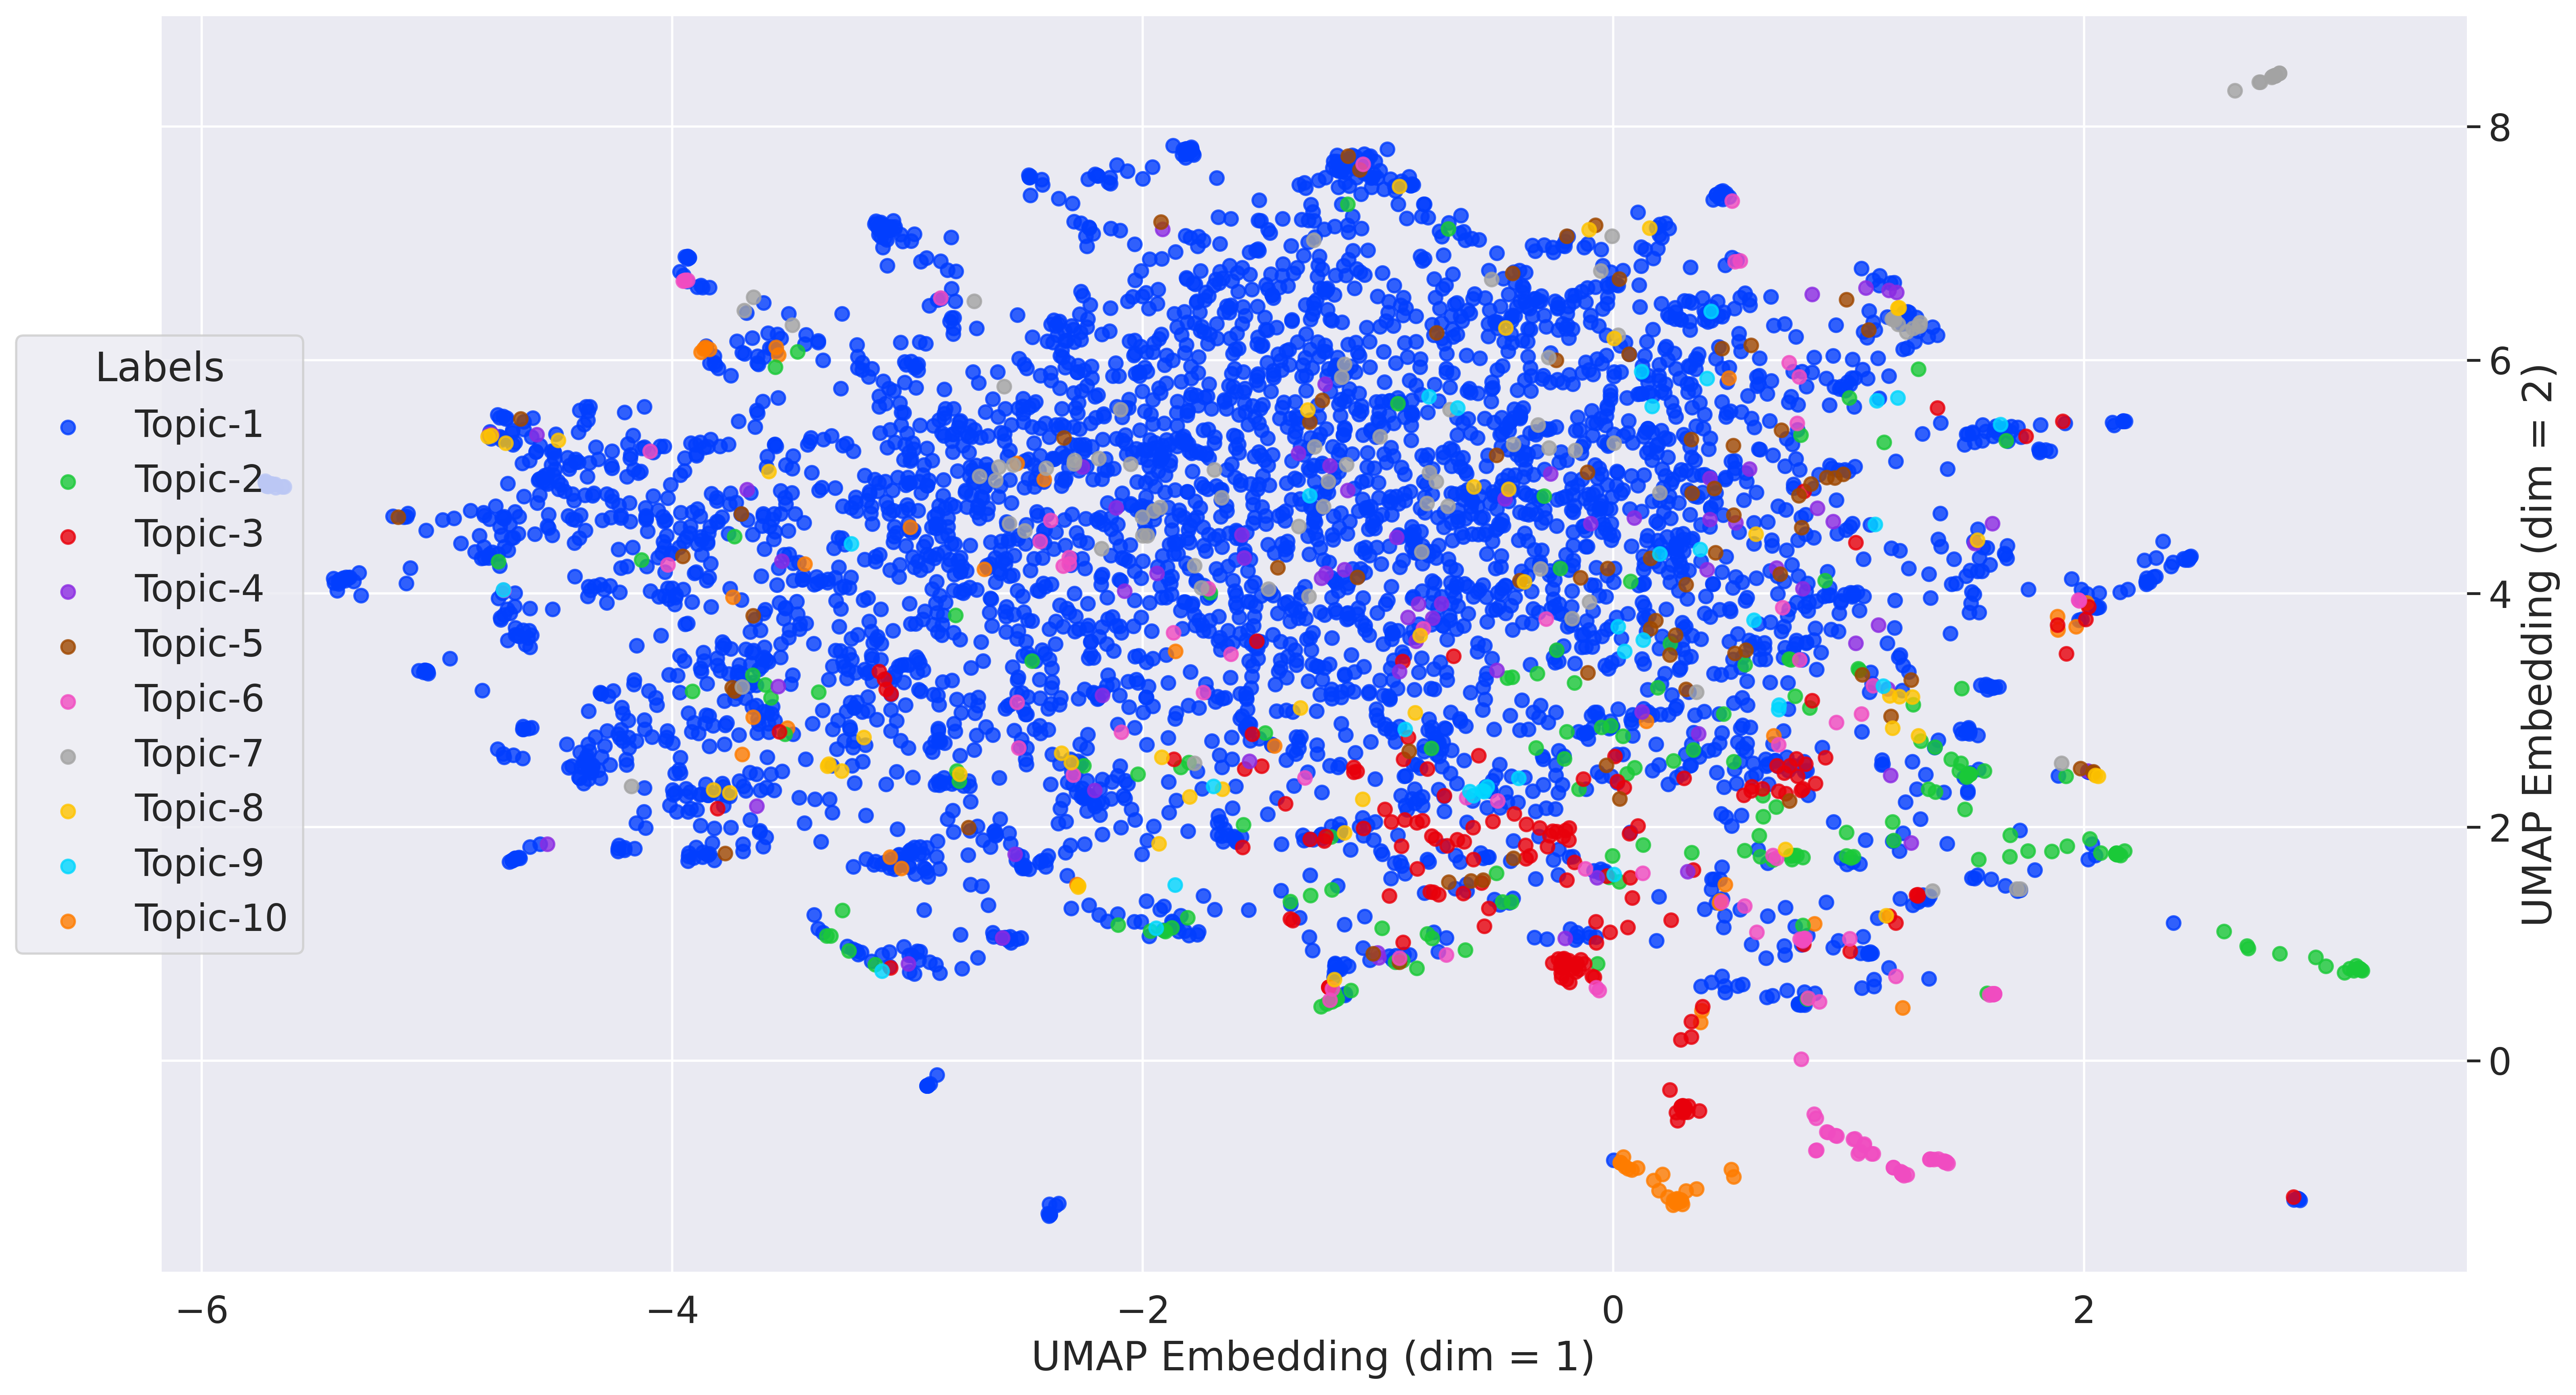 Labels
Topic-1
Topic-2
Topic-3
Topic-4
Topic-5
Topic-6
Topic-7
Topic-8
Topic-9
Topic-10
8
6
4
2
0
UMAP Embedding (dim = 2)
−6 −4 −2 0 2
UMAP Embedding (dim = 1)